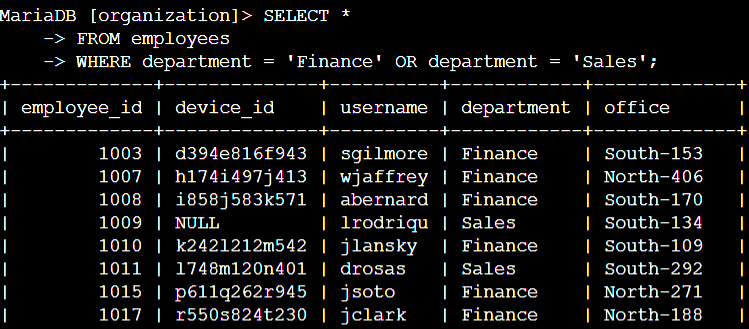 MariaDB [organization]> SELECT *
    -> FROM employees
    -> WHERE department = 'Finance' OR department = 'Sales';
+-------------+--------------+----------+------------+-------------+
| employee_id | device_id    | username | department | office      |
+-------------+--------------+----------+------------+-------------+
|        1003 | d394e816f943 | sgilmore | Finance    | South-153   |
|        1007 | h174i497j413 | wjaffrey | Finance    | North-406   |
|        1008 | i858j583k571 | abernard | Finance    | South-170   |
|        1009 | NULL         | lrodriqu | Sales      | South-134   |
|        1010 | k242l212m542 | jlansky  | Finance    | South-109   |
|        1011 | l748m120n401 | drosas   | Sales      | South-292   |
|        1015 | p611q262r945 | jsoto    | Finance    | North-271   |
|        1017 | r550s824t230 | jclark   | Finance    | North-188   |